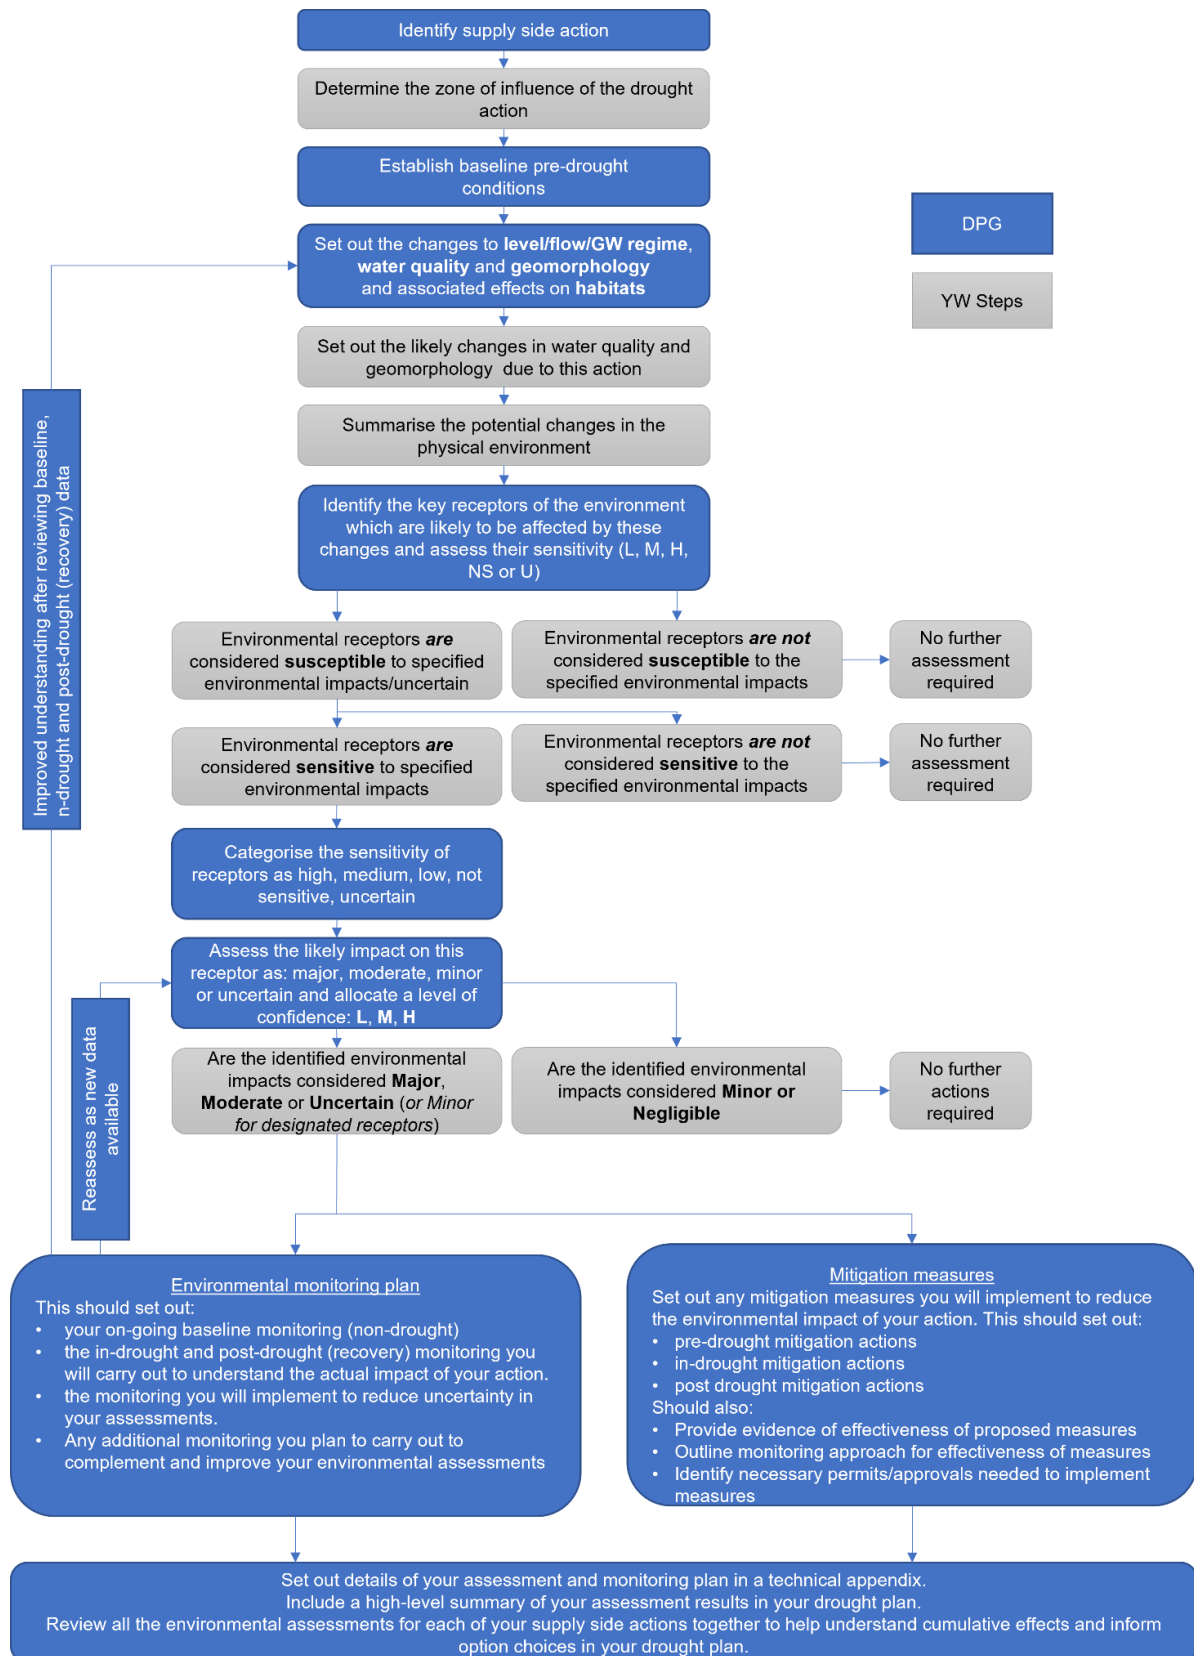 Identify supply side action
Determine the zone of influence of the drought
action
Establish baseline pre-drought
conditions
DPG
Set out the changes to level/flow/GW regime,
water quality and geomorphology
and associated effects on habitats
YW Steps
Set out the likely changes in water quality and
geomorphology due to this action
Summarise the potential changes in the
physical environment
Improved understanding after reviewing baseline,
n-drought and post-drought (recovery) data
Identify the key receptors of the environment
which are likely to be affected by these
changes and assess their sensitivity (L, M, H,
NS or U)
Environmental receptors are
considered susceptible to specified
environmental impacts/uncertain
Environmental receptors are not
considered susceptible to the
specified environmental impacts
No further
assessment
required
Environmental receptors are
considered sensitive to specified
environmental impacts
Environmental receptors are not
considered sensitive to the
specified environmental impacts
No further
assessment
required
Categorise the sensitivity of
receptors as high, medium, low, not
sensitive, uncertain
Assess the likely impact on this
receptor as: major, moderate, minor
or uncertain and allocate a level of
confidence: L, M, H
Reassess as new data
available
Are the identified environmental
impacts considered Major,
Moderate or Uncertain (or Minor
for designated receptors)
Are the identified environmental
impacts considered Minor or
Negligible
No further
actions
required
Environmental monitoring plan
This should set out:
• your on-going baseline monitoring (non-drought)
• the in-drought and post-drought (recovery) monitoring you
will carry out to understand the actual impact of your action.
• the monitoring you will implement to reduce uncertainty in
your assessments.
• Any additional monitoring you plan to carry out to
complement and improve your environmental assessments
Mitigation measures
Set out any mitigation measures you will implement to reduce
the environmental impact of your action. This should set out:
• pre-drought mitigation actions
• in-drought mitigation actions
• post drought mitigation actions
Should also:
• Provide evidence of effectiveness of proposed measures
• Outline monitoring approach for effectiveness of measures
• Identify necessary permits/approvals needed to implement
measures
Set out details of your assessment and monitoring plan in a technical appendix.
Include a high-level summary of your assessment results in your drought plan.
Review all the environmental assessments for each of your supply side actions together to help understand cumulative effects and inform
option choices in your drought plan.